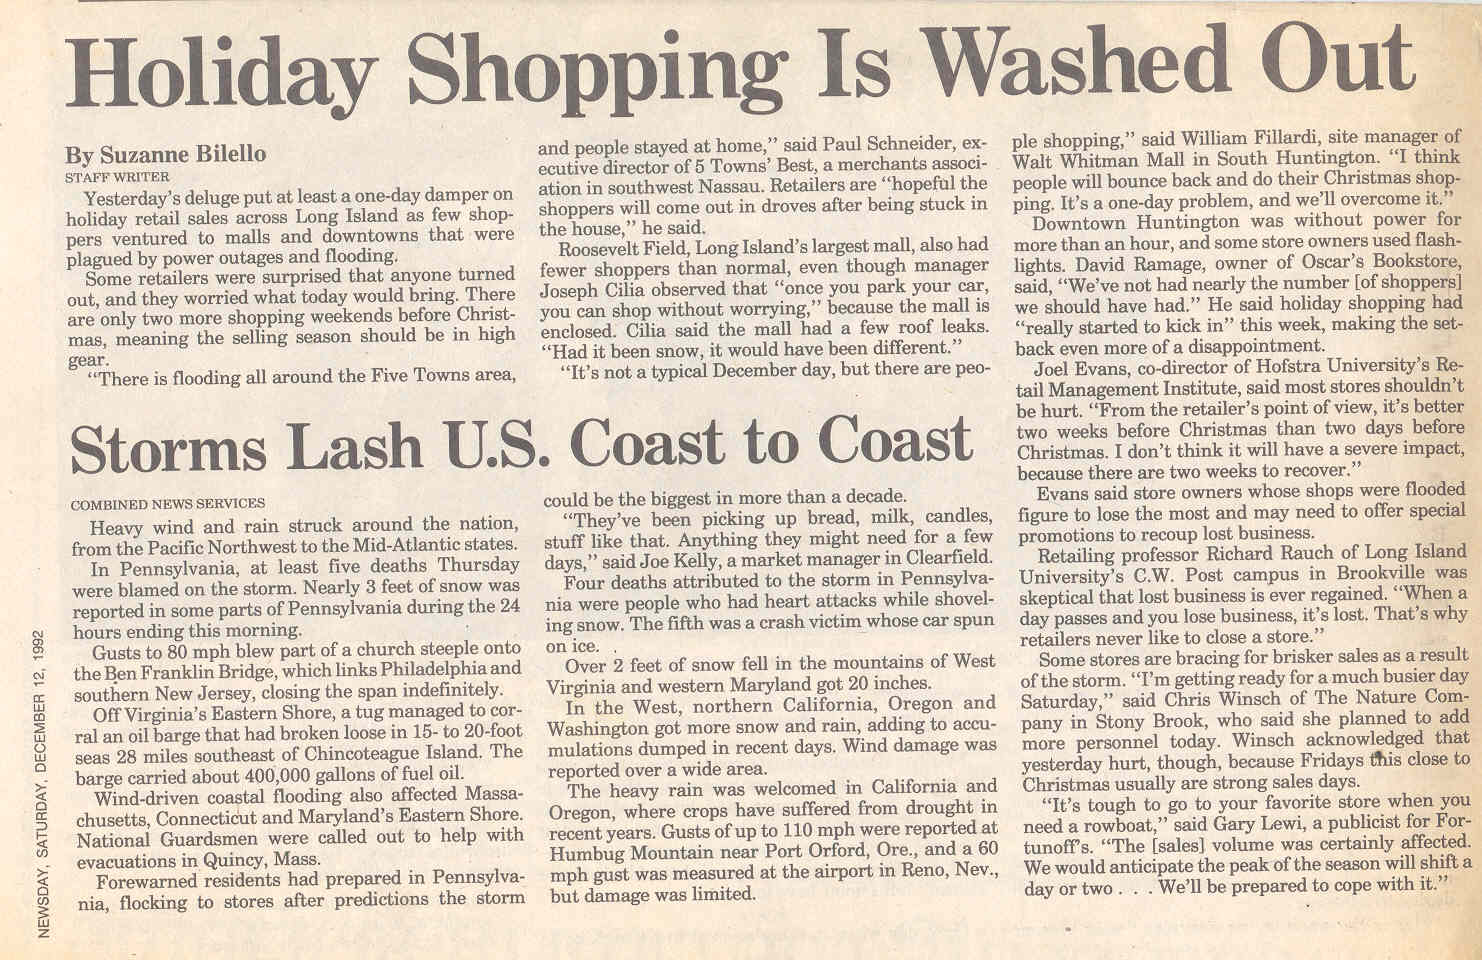 Holiday Shopping Is Washed Out
By Suzanne Bilello
STAFF WRITER
Yesterday's deluge put at least a one-day damper on
holiday retail sales across Long Island as few shop-
pers ventured to malls and downtowns that were
plagued by power outages and flooding.
Some retailers were surprised that anyone turned
out, and they worried what today would bring. There
are only two more shopping weekends before Christ-
mas, meaning the selling season should be in high
gear.
"There is flooding all around the Five Towns area,
and people stayed at home," said Paul Schneider, ex-
ecutive director of 5 Towns' Best, a merchants associ-
ation in southwest Nassau. Retailers are "hopeful the
shoppers will come out in droves after being stuck in
the house," he said.
Roosevelt Field, Long Island's largest mall, also had
fewer shoppers than normal, even though manager
Joseph Cilia observed that "once you park your car,
you can shop without worrying," because the mall is
enclosed. Cilia said the mall had a few roof leaks.
"Had it been snow, it would have been different."
"It's not a typical December day, but there are peo-
ple shopping," said William Fillardi, site manager of
Walt Whitman Mall in South Huntington. "I think
people will bounce back and do their Christmas shop-
ping. It's a one-day problem, and we'll overcome it."
Downtown Huntington was without power for
more than an hour, and some store owners used flash-
lights. David Ramage, owner of Oscar's Bookstore,
said, "We've not had nearly the number [of shoppers]
we should have had." He said holiday shopping had
"really started to kick in" this week, making the set-
back even more of a disappointment.
Joel Evans, co-director of Hofstra University's Re-
tail Management Institute, said most stores shouldn't
be hurt. "From the retailer's point of view, it's better
two weeks before Christmas than two days before
Christmas. I don't think it will have a severe impact,
because there are two weeks to recover."
Evans said store owners whose shops were flooded
figure to lose the most and may need to offer special
promotions to recoup lost business.
Retailing professor Richard Rauch of Long Island
University's C.W. Post campus in Brookville was
skeptical that lost business is ever regained. "When a
day passes and you lose business, it's lost. That's why
retailers never like to close a store."
Some stores are bracing for brisker sales as a result
of the storm. "I'm getting ready for a much busier day
Saturday," said Chris Winsch of The Nature Com-
pany in Stony Brook, who said she planned to add
more personnel today. Winsch acknowledged that
yesterday hurt, though, because Fridays this close to
Christmas usually are strong sales days.
"It's tough to go to your favorite store when you
need a rowboat," said Gary Lewi, a publicist for For-
tunoff's. "The [sales] volume was certainly affected.
We would anticipate the peak of the season will shift a
day or two . . . We'll be prepared to cope with it."
Storms Lash U.S. Coast to Coast
COMBINED NEWS SERVICES
Heavy wind and rain struck around the nation,
from the Pacific Northwest to the Mid-Atlantic states.
In Pennsylvania, at least five deaths Thursday
were blamed on the storm. Nearly 3 feet of snow was
reported in some parts of Pennsylvania during the 24
hours ending this morning.
Gusts to 80 mph blew part of a church steeple onto
the Ben Franklin Bridge, which links Philadelphia and
southern New Jersey, closing the span indefinitely.
Off Virginia's Eastern Shore, a tug managed to cor-
ral an oil barge that had broken loose in 15- to 20-foot
seas 28 miles southeast of Chincoteague Island. The
barge carried about 400,000 gallons of fuel oil.
Wind-driven coastal flooding also affected Massa-
chusetts, Connecticut and Maryland's Eastern Shore.
National Guardsmen were called out to help with
evacuations in Quincy, Mass.
Forewarned residents had prepared in Pennsylva-
nia, flocking to stores after predictions the storm
could be the biggest in more than a decade.
"They've been picking up bread, milk, candles,
stuff like that. Anything they might need for a few
days," said Joe Kelly, a market manager in Clearfield.
Four deaths attributed to the storm in Pennsylva-
nia were people who had heart attacks while shovel-
ing snow. The fifth was a crash victim whose car spun
on ice.
Over 2 feet of snow fell in the mountains of West
Virginia and western Maryland got 20 inches.
In the West, northern California, Oregon and
Washington got more snow and rain, adding to accu-
mulations dumped in recent days. Wind damage was
reported over a wide area.
The heavy rain was welcomed in California and
Oregon, where crops have suffered from drought in
recent years. Gusts of up to 110 mph were reported at
Humbug Mountain near Port Orford, Ore., and a 60
mph gust was measured at the airport in Reno, Nev.,
but damage was limited.
NEWSDAY, SATURDAY, DECEMBER 12, 1992